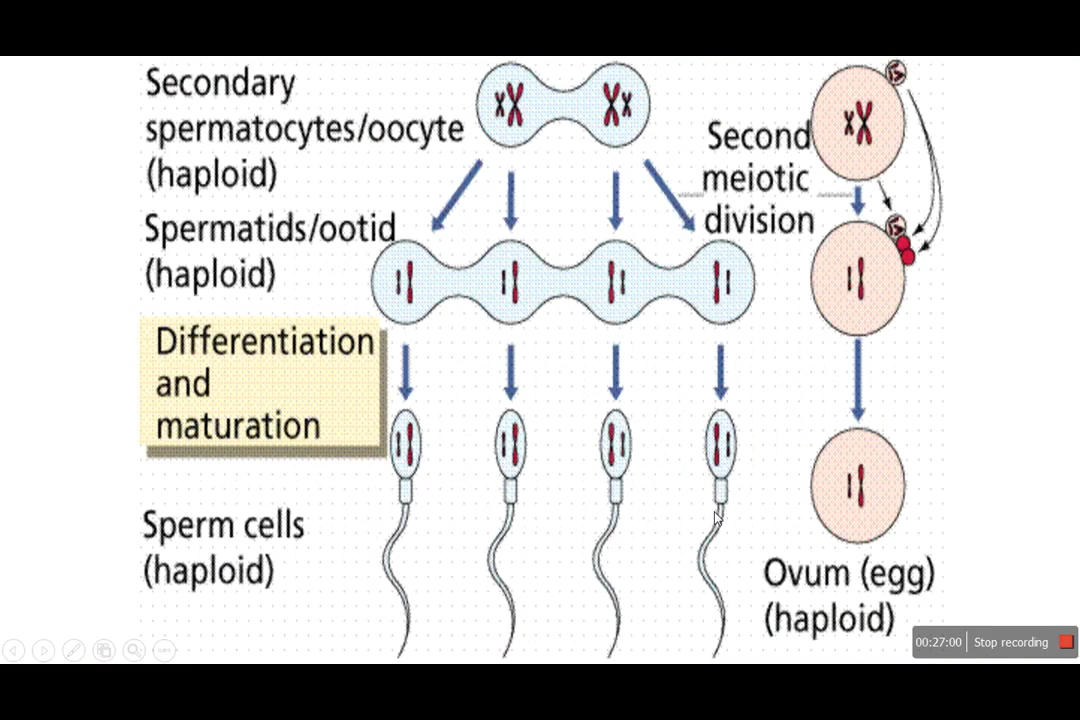 Secondary
spermatocytes/oocyte
(haploid)
Second
meiotic
division
Spermatids/ootid
(haploid)
Differentiation
and
maturation
Sperm cells
(haploid)
Ovum (egg)
(haploid)
00:27:00 Stop recording